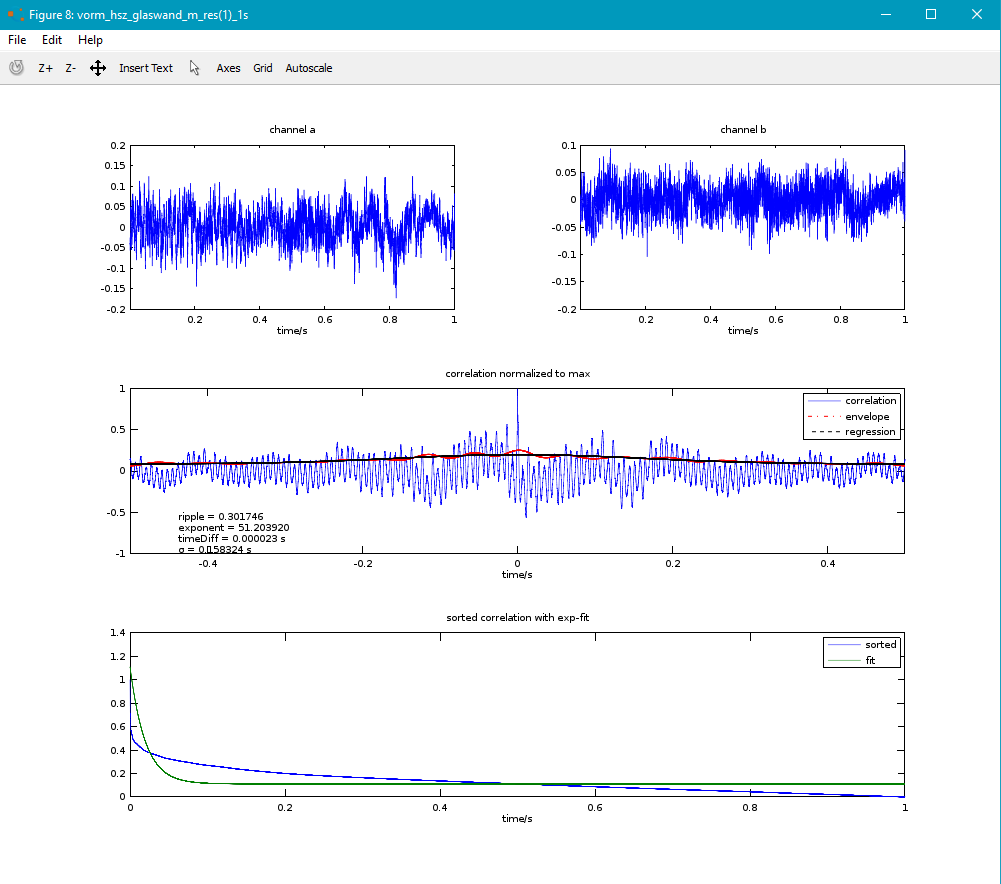 Figure 8: vorm_hsz_glaswand_m_res(1)_1s
File Edit Help
Z+ Z- Insert Text Axes Grid Autoscale
channel a
0.2
0.15
0.1
0.05
0
-0.05
-0.1
-0.15
-0.2
0.2 0.4 0.6 0.8 1
time/s
channel b
0.1
0.05
0
-0.05
-0.1
-0.15
-0.2
0.2 0.4 0.6 0.8 1
time/s
correlation normalized to max
1
0.5
0
-0.5
-1
correlation
envelope
regression
ripple = 0.301746
exponent = 51.203920
timeDiff = 0.000023 s
σ = 0.158324 s
-0.4 -0.2 0 0.2 0.4
time/s
sorted correlation with exp-fit
1.4
1.2
1
0.8
0.6
0.4
0.2
0
sorted
fit
0 0.2 0.4 0.6 0.8 1
time/s